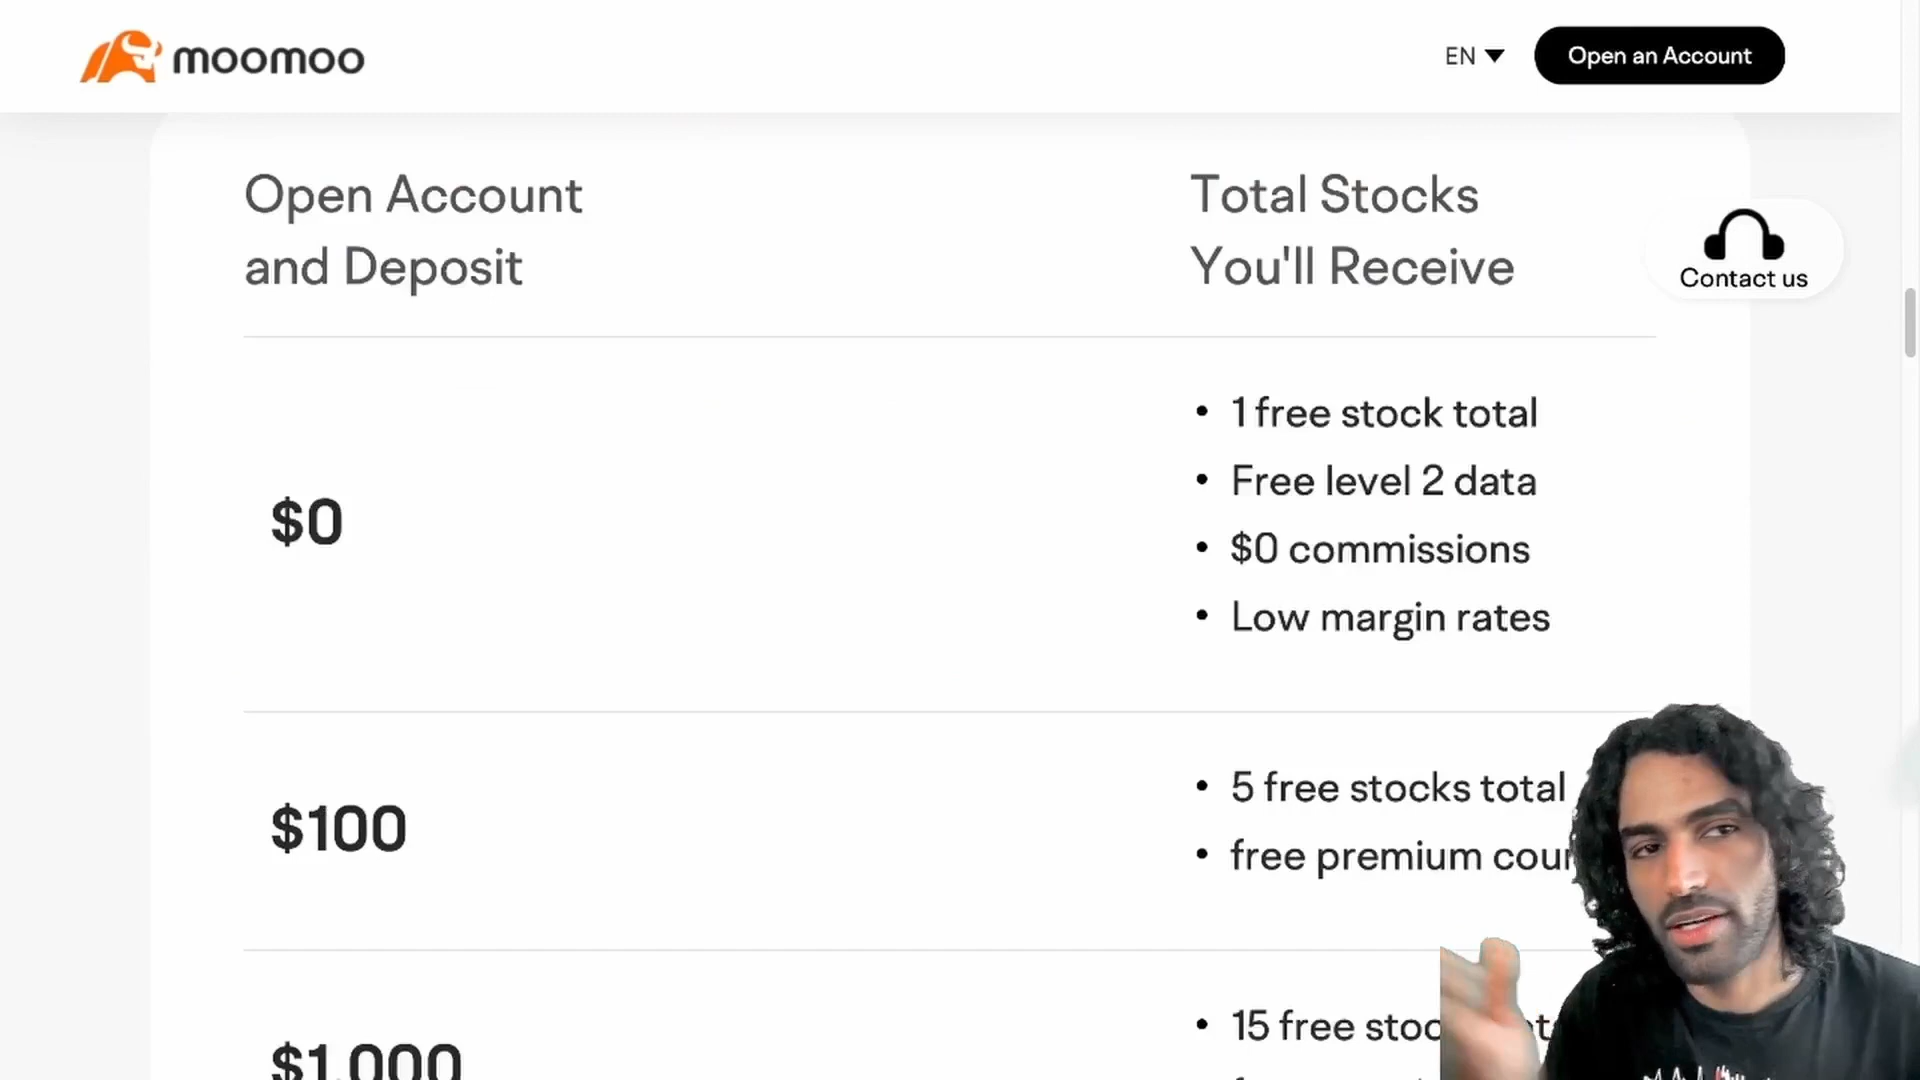 moomoo
EN
Open an Account
Open Account
and Deposit
Total Stocks
You'll Receive
Contact us
$0
1 free stock total
Free level 2 data
$0 commissions
Low margin rates
$100
5 free stocks total
free premium
$1,000
15 free